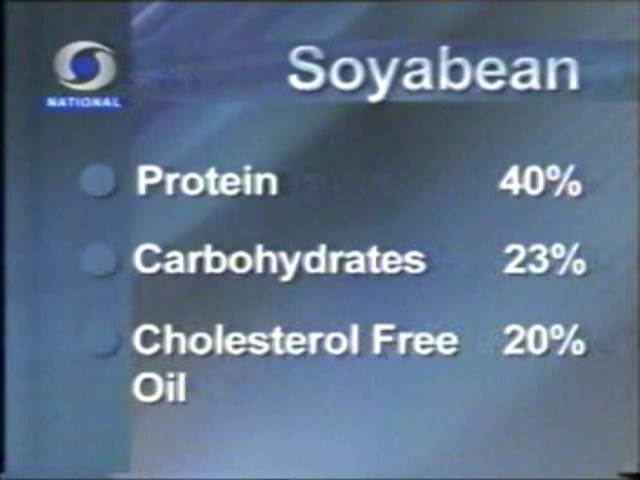 NATIONAL
Soyabean
Protein 40%
Carbohydrates 23%
Cholesterol Free 20%
Oil